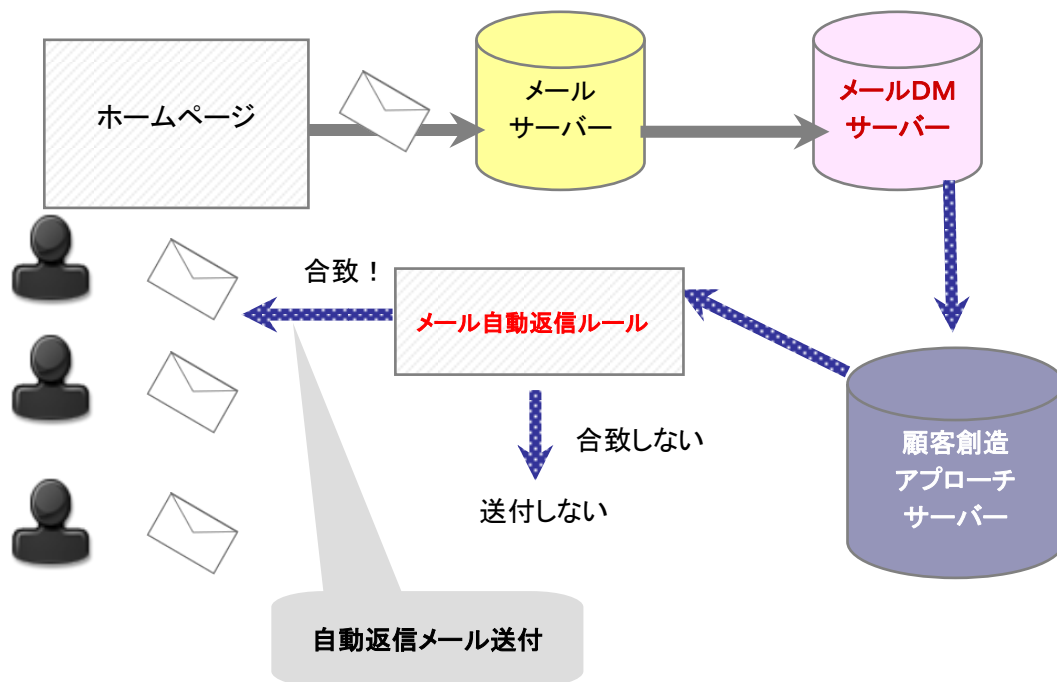 ホームページ
メール
サーバー
メールDM
サーバー
合致！
メール自動返信ルール
合致しない
送付しない
顧客創造
アプローチ
サーバー
自動返信メール送付